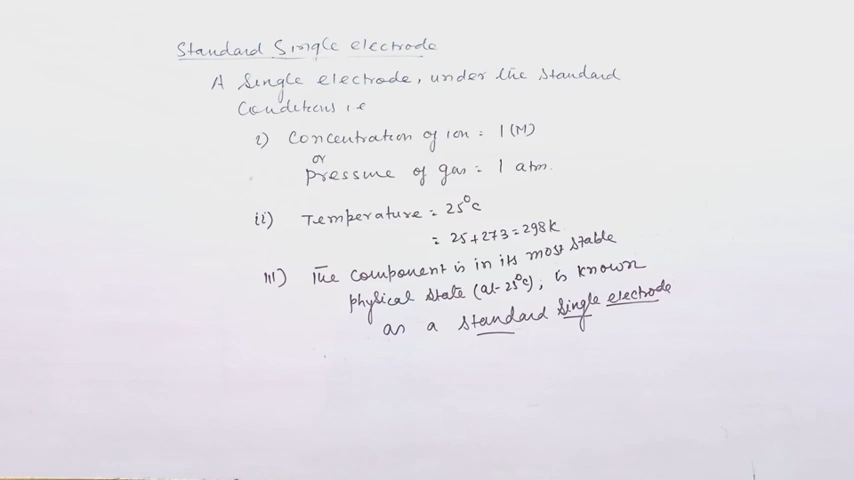 Standard Single electrode
A Single electrode, under the standard
Conditions i.e
i) Concentration of ion = 1(M)
or
Pressure of gas = 1 atm.
ii) Temperature = 25°C
= 25+273 = 298K
III) The component is in its most stable
physical state (at 25°C), is known
as a standard single electrode